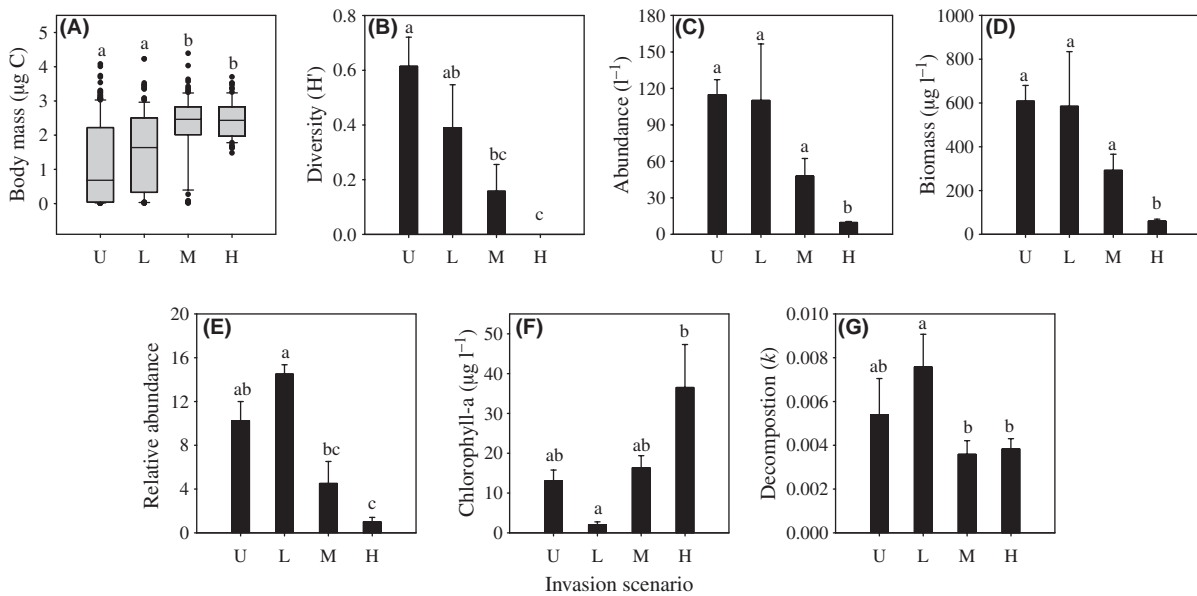 (A)
Body mass (µg C)
5
4
3
2
1
0
a a b b
U L M H
(B)
Diversity (H')
0.8
0.6
0.4
0.2
0.0
a ab bc c
U L M H
(C)
Abundance (l⁻¹)
180
150
120
90
60
30
0
a a a b
U L M H
(D)
Biomass (µg l⁻¹)
1000
800
600
400
200
0
a a a b
U L M H
(E)
Relative abundance
20
16
12
8
4
0
ab a bc c
U L M H
(F)
Chlorophyll-a (µg l⁻¹)
50
40
30
20
10
0
ab a ab b
U L M H
(G)
Decompostion (k)
0.010
0.008
0.006
0.004
0.002
0.000
ab a b b
U L M H
Invasion scenario